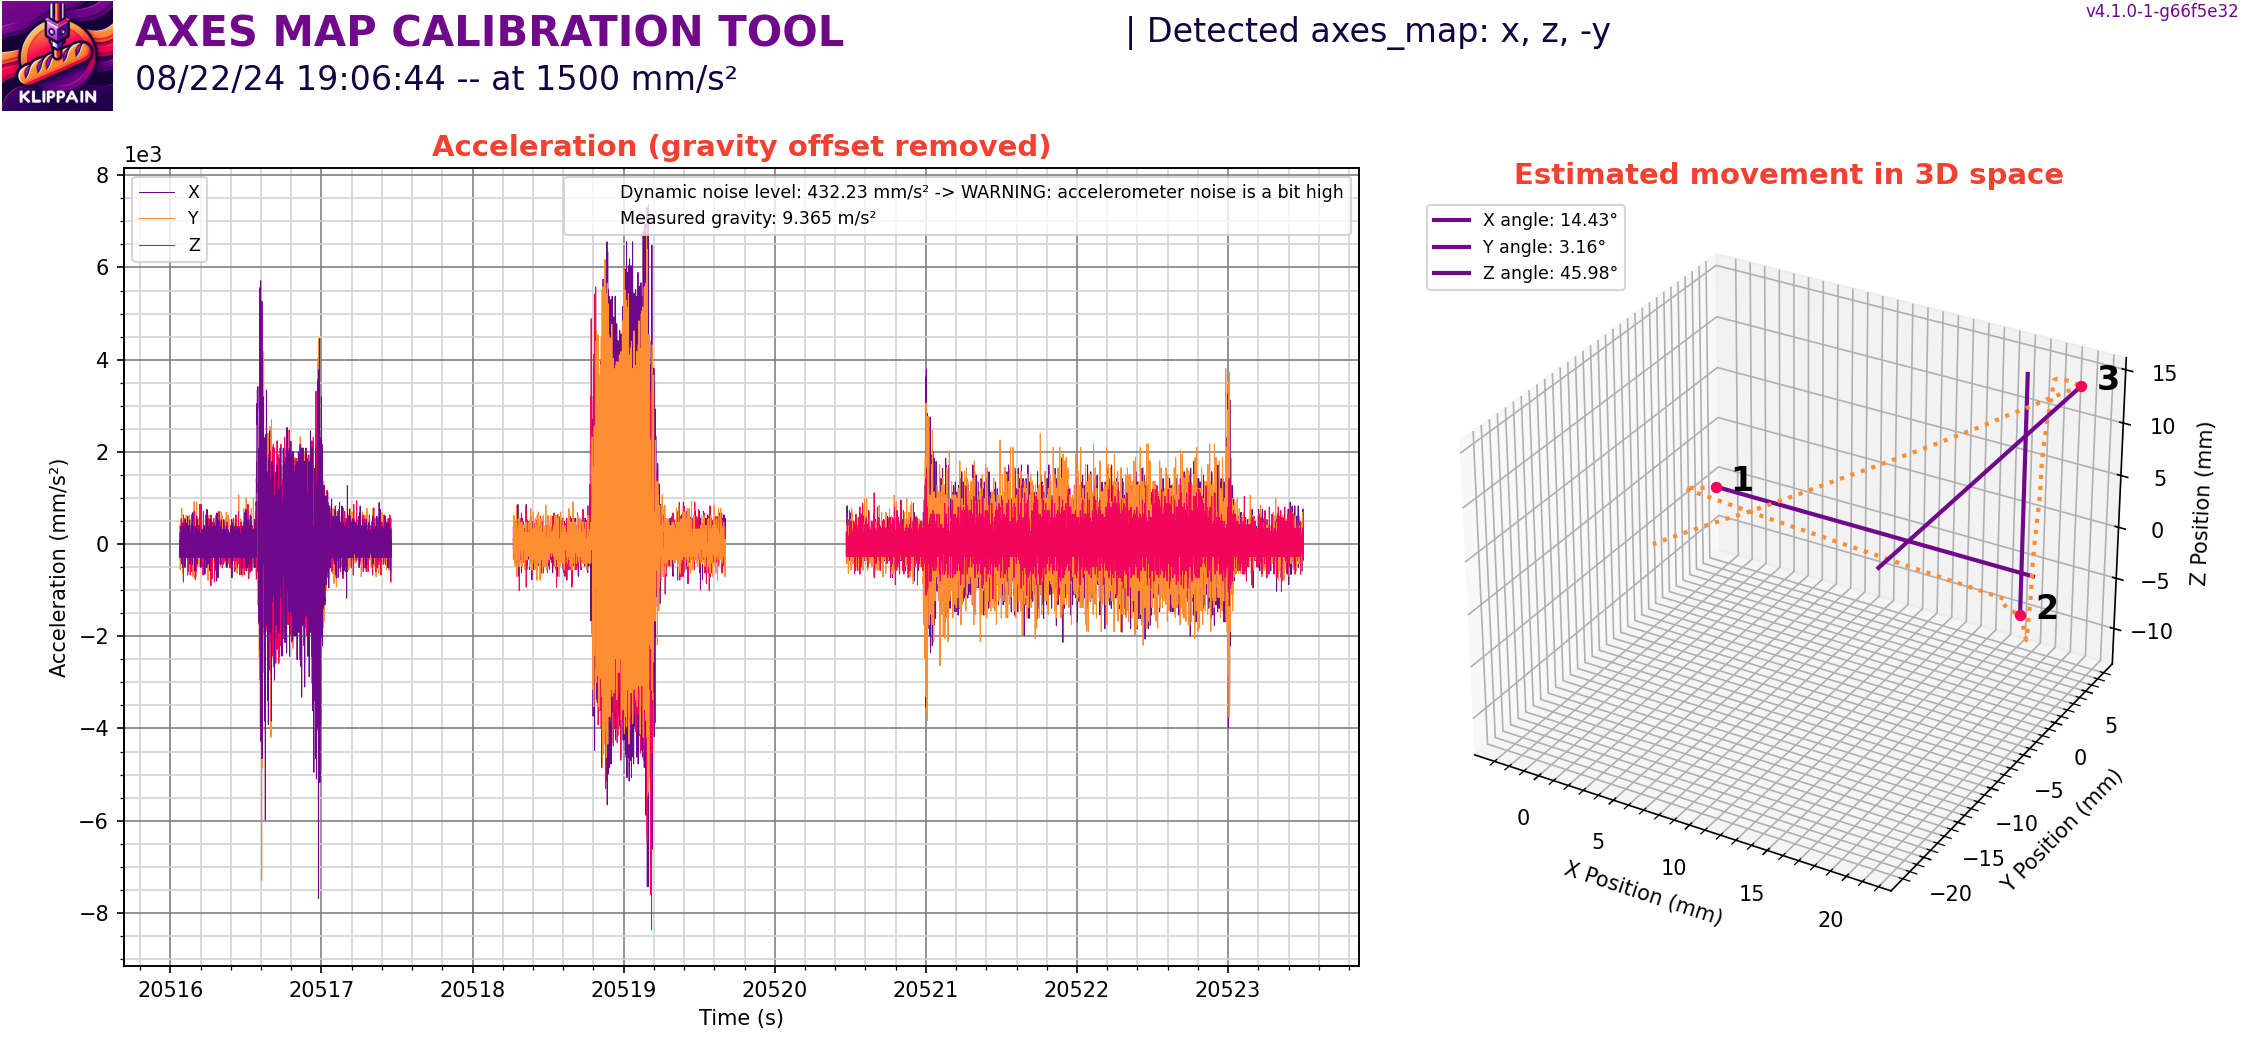 KLIPPAIN
AXES MAP CALIBRATION TOOL
08/22/24 19:06:44 -- at 1500 mm/s²
| Detected axes_map: x, z, -y
v4.1.0-1-g66f5e32
Acceleration (gravity offset removed)
1e3
X
Y
Z
Dynamic noise level: 432.23 mm/s² -> WARNING: accelerometer noise is a bit high
Measured gravity: 9.365 m/s²
8
6
4
2
0
−2
−4
−6
−8
Acceleration (mm/s²)
20516
20517
20518
20519
20520
20521
20522
20523
Time (s)
Estimated movement in 3D space
X angle: 14.43°
Y angle: 3.16°
Z angle: 45.98°
1
2
3
15
10
5
0
−5
−10
Z Position (mm)
5
0
−5
−10
−15
−20
Y Position (mm)
0
5
10
15
20
X Position (mm)